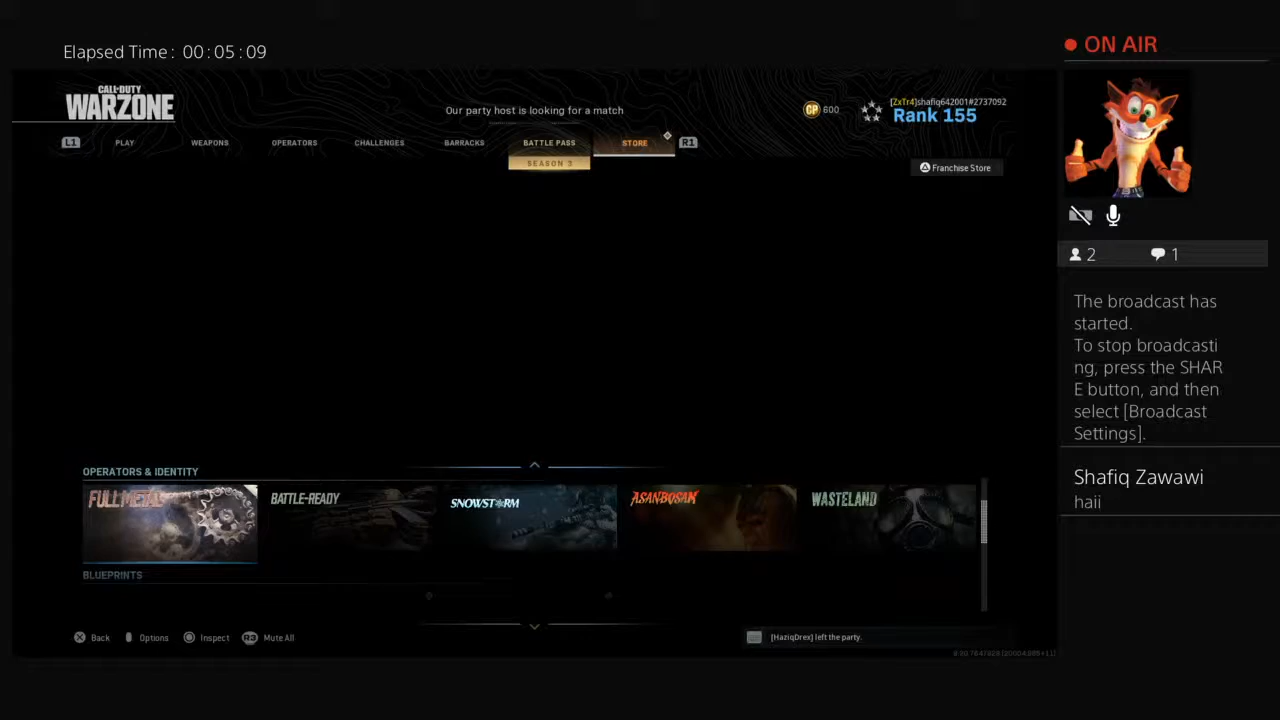 Elapsed Time: 00:05:09
ON AIR
CALL OF DUTY
WARZONE
Our party host is looking for a match
CP 600
[ZxTr4]shafiq642001#2737092
Rank 155
L1 PLAY WEAPONS OPERATORS CHALLENGES BARRACKS BATTLE PASS STORE R1
SEASON 3
Franchise Store
2 1
The broadcast has
started.
To stop broadcasti
ng, press the SHAR
E button, and then
select [Broadcast
Settings].
Shafiq Zawawi
haii
OPERATORS & IDENTITY
FULL METAL BATTLE-READY SNOWSTORM ASANBOSAM WASTELAND
BLUEPRINTS
Back Options Inspect R3 Mute All
[HaziqDrex] left the party.